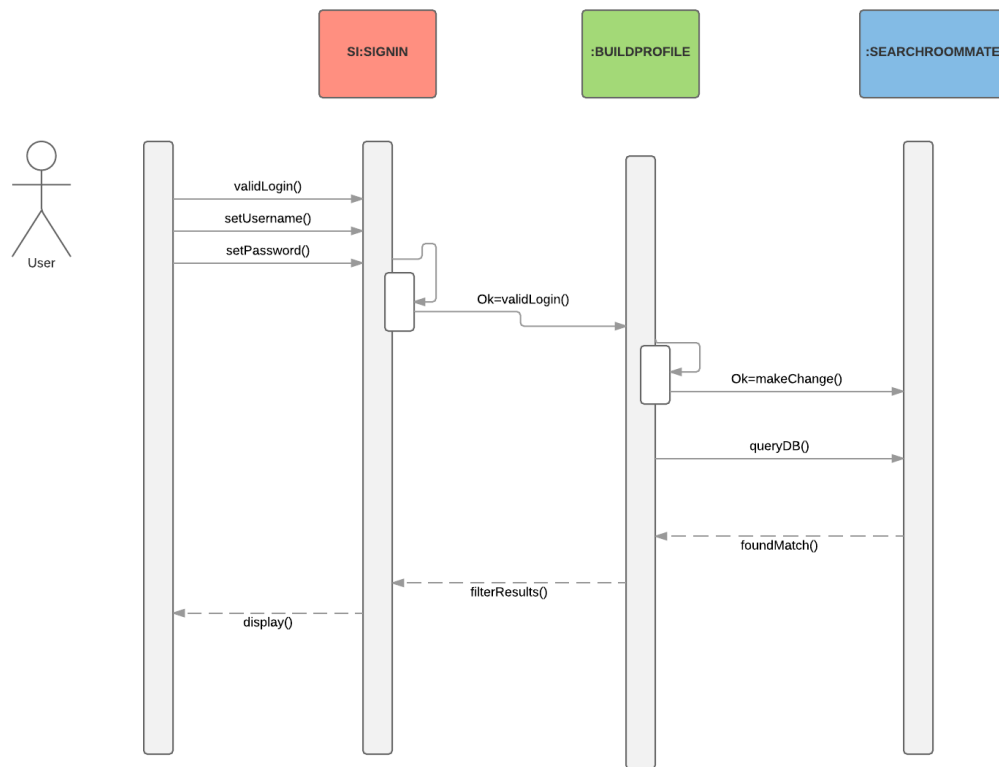 SI:SIGNIN
:BUILDPROFILE
:SEARCHROOMMATE
User
validLogin()
setUsername()
setPassword()
Ok=validLogin()
Ok=makeChange()
queryDB()
foundMatch()
filterResults()
display()